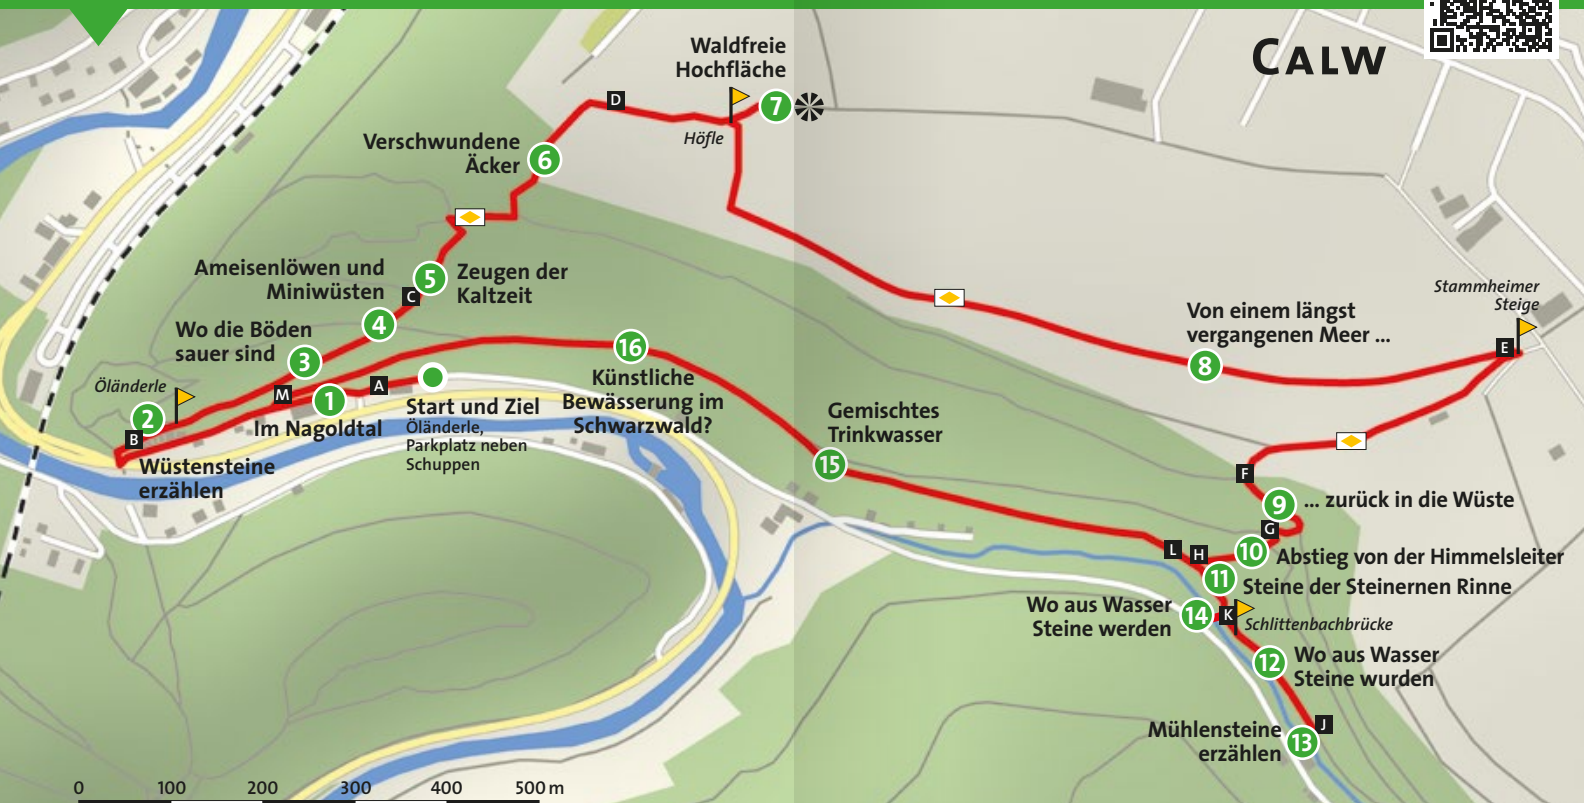 CALW
Waldfreie
Hochfläche
7
D
Höfle
Verschwundene
Äcker
6
Ameisenlöwen und
Miniwüsten
5
Zeugen der
Kaltzeit
C
4
Wo die Böden
sauer sind
3
Öländerle
2
B
M
1
A
Im Nagoldtal
Start und Ziel
Öländerle,
Parkplatz neben
Schuppen
Wüstensteine
erzählen
16
Künstliche
Bewässerung im
Schwarzwald?
Gemischtes
Trinkwasser
15
Stammheimer
Steige
E
Von einem längst
vergangenen Meer ...
8
F
9
... zurück in die Wüste
G
10
Abstieg von der Himmelsleiter
L
H
11
Steine der Steinernen Rinne
Wo aus Wasser
Steine werden
14
K
Schlittenbachbrücke
12
Wo aus Wasser
Steine wurden
J
Mühlensteine
erzählen
13
0 100 200 300 400 500 m